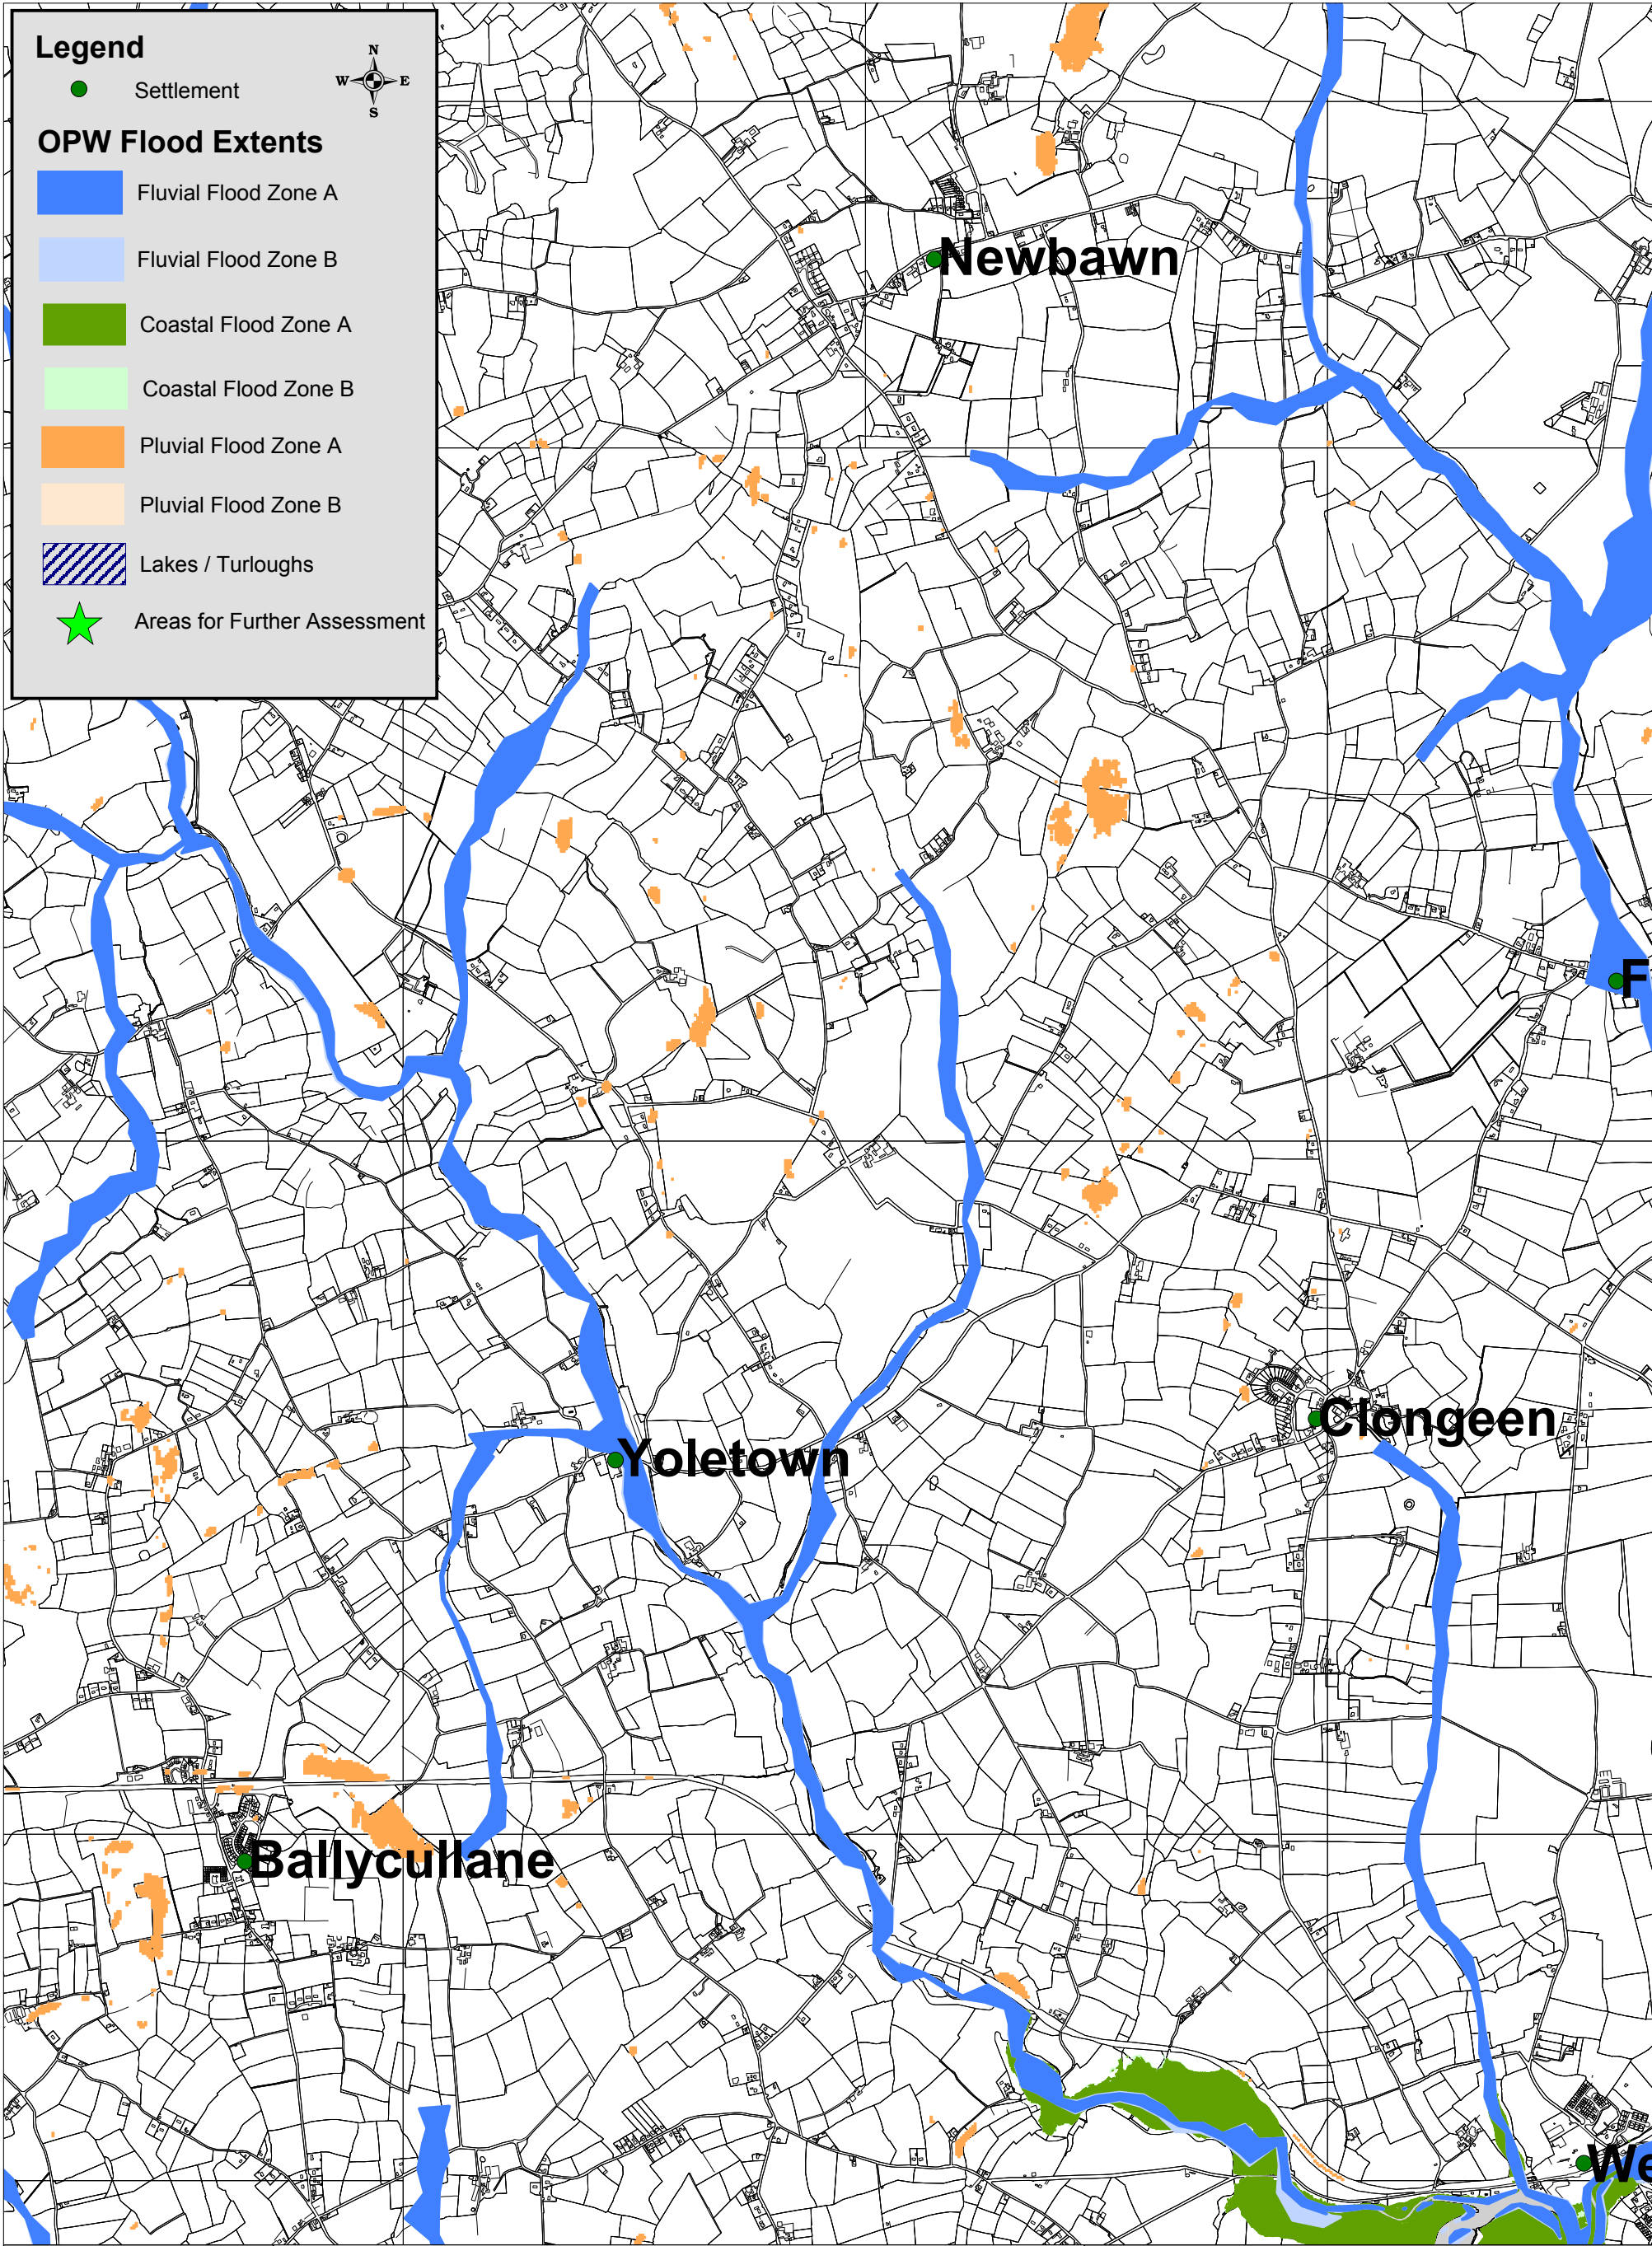 Legend
N
W E
S
Settlement
OPW Flood Extents
Fluvial Flood Zone A
Fluvial Flood Zone B
Coastal Flood Zone A
Coastal Flood Zone B
Pluvial Flood Zone A
Pluvial Flood Zone B
Lakes / Turloughs
Areas for Further Assessment
Newbawn
F
Clongeen
Yoletown
Ballycullane
We